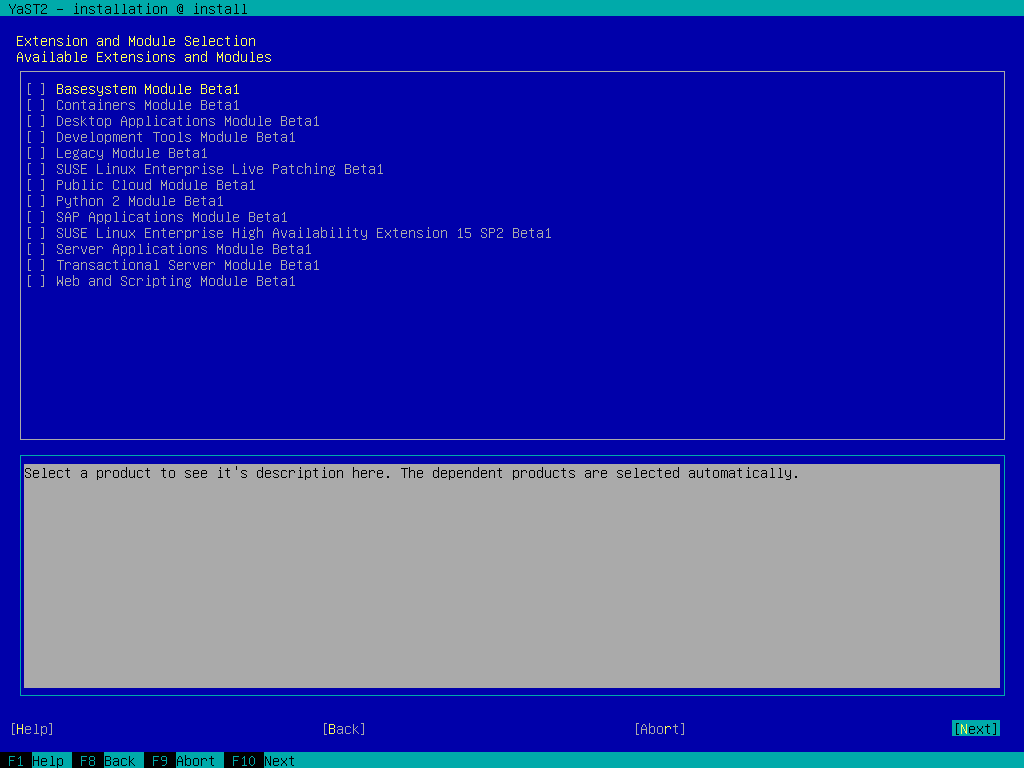 YaST2 - installation @ install
Extension and Module Selection
Available Extensions and Modules
[ ] Basesystem Module Beta1
[ ] Containers Module Beta1
[ ] Desktop Applications Module Beta1
[ ] Development Tools Module Beta1
[ ] Legacy Module Beta1
[ ] SUSE Linux Enterprise Live Patching Beta1
[ ] Public Cloud Module Beta1
[ ] Python 2 Module Beta1
[ ] SAP Applications Module Beta1
[ ] SUSE Linux Enterprise High Availability Extension 15 SP2 Beta1
[ ] Server Applications Module Beta1
[ ] Transactional Server Module Beta1
[ ] Web and Scripting Module Beta1
Select a product to see it's description here. The dependent products are selected automatically.
[Help] [Back] [Abort] [Next]
F1 Help F8 Back F9 Abort F10 Next